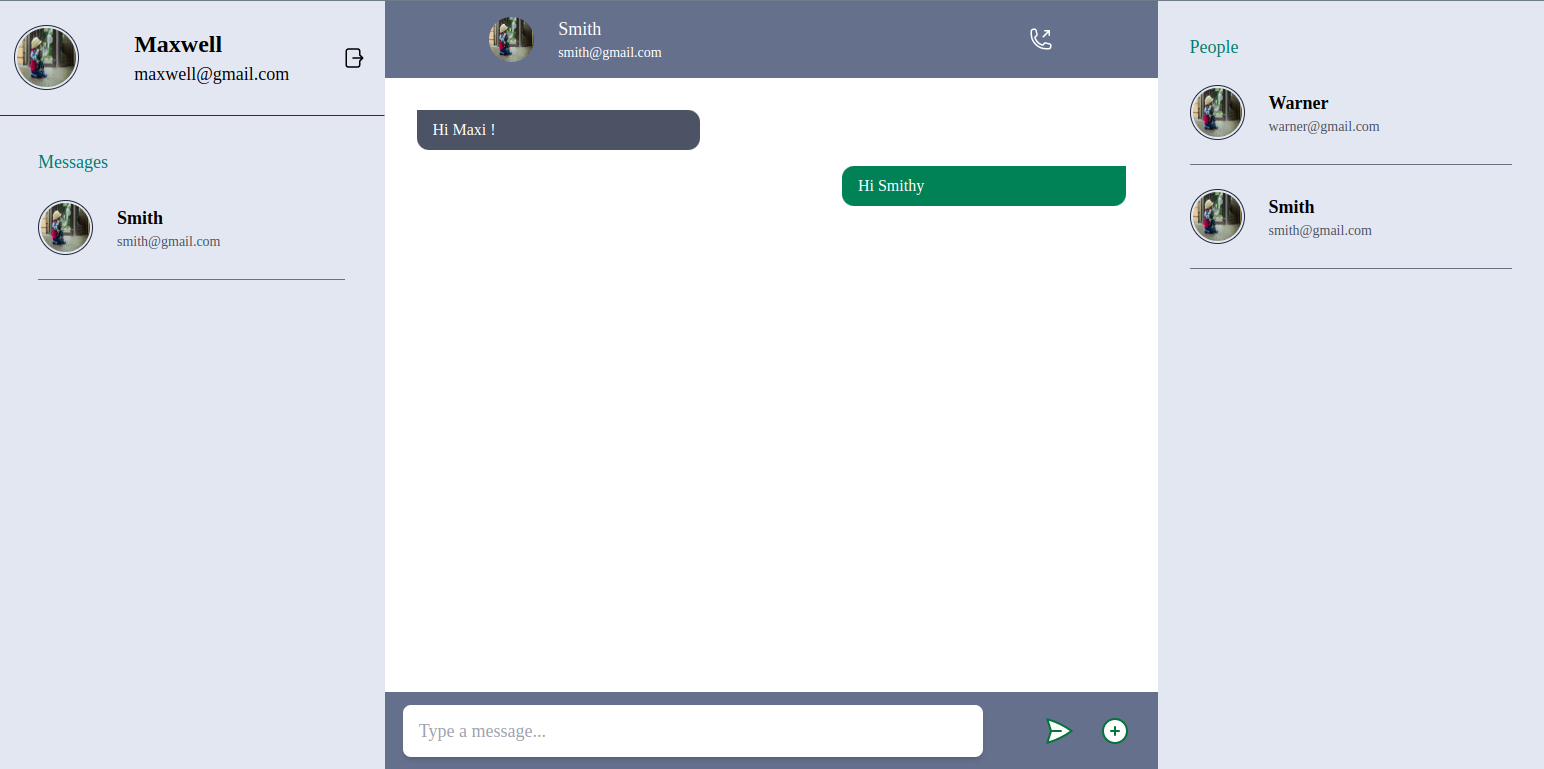 Maxwell
maxwell@gmail.com
Messages
Smith
smith@gmail.com
Smith
smith@gmail.com
Hi Maxi !
Hi Smithy
Type a message...
People
Warner
warner@gmail.com
Smith
smith@gmail.com